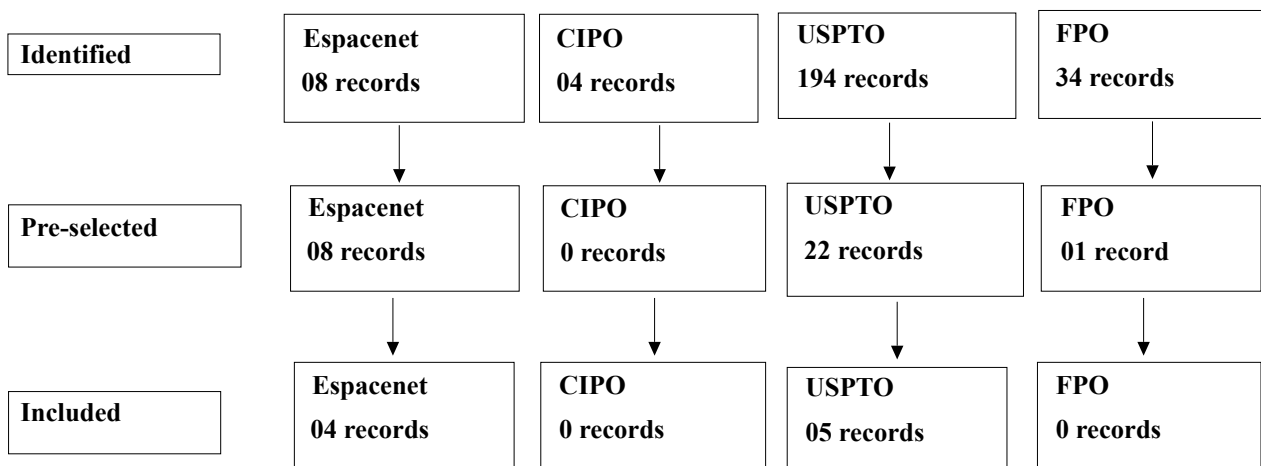 Identified
Espacenet
08 records
CIPO
04 records
USPTO
194 records
FPO
34 records
Pre-selected
Espacenet
08 records
CIPO
0 records
USPTO
22 records
FPO
01 record
Included
Espacenet
04 records
CIPO
0 records
USPTO
05 records
FPO
0 records